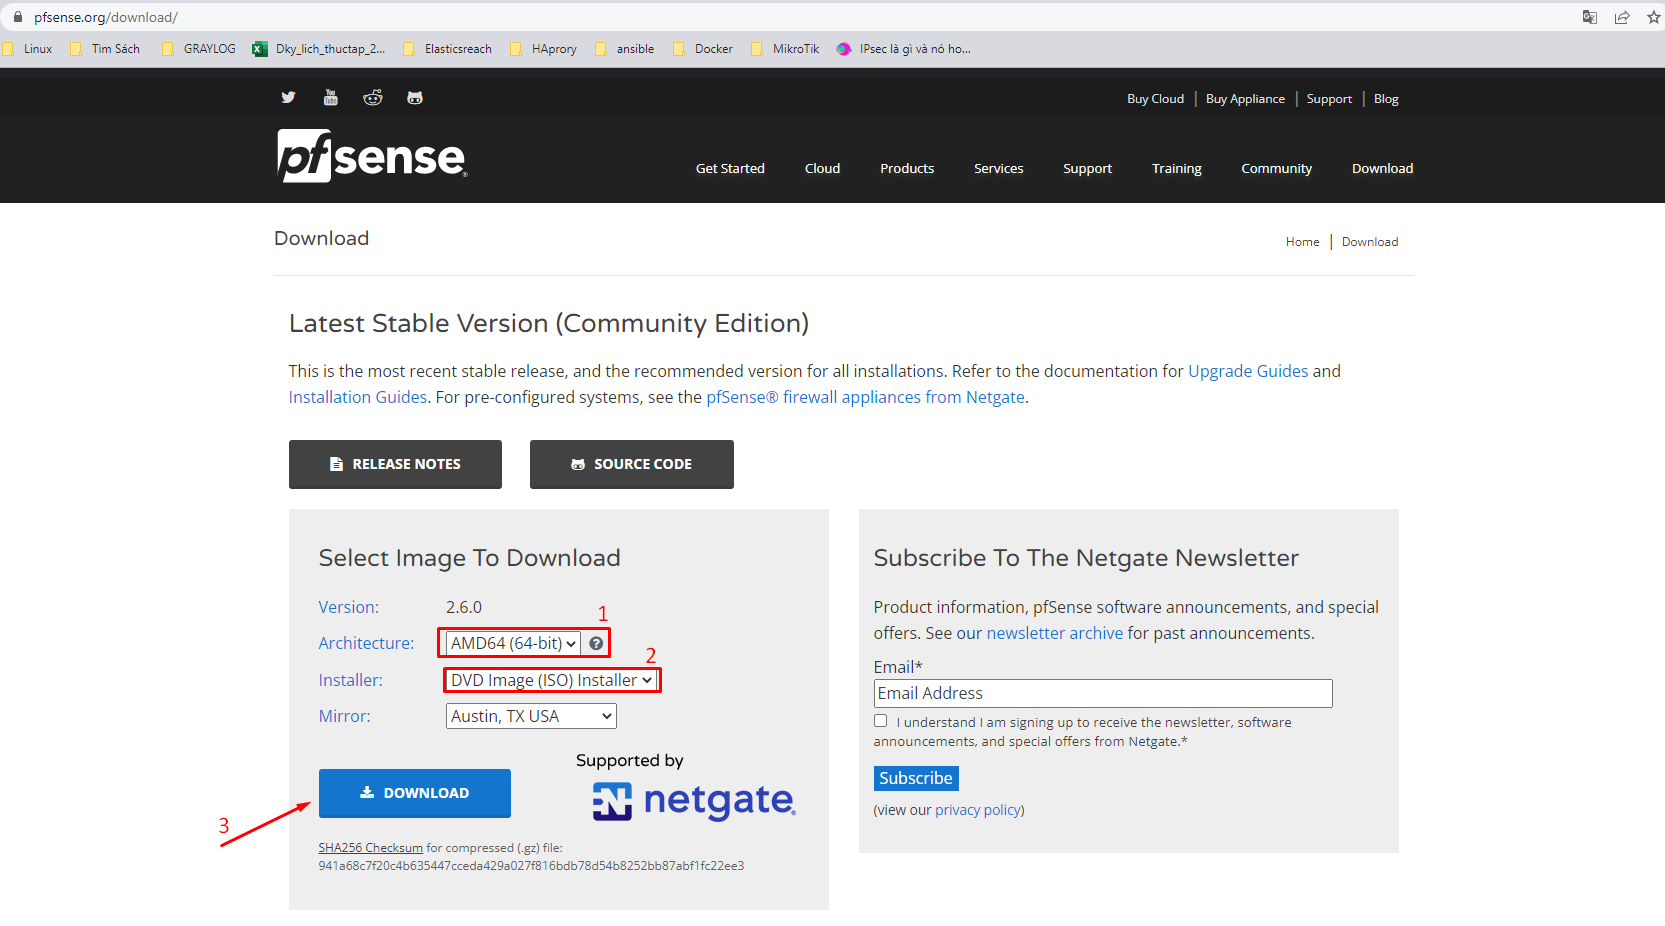 pfsense.org/download/
Linux Tìm Sách GRAYLOG Dky_lich_thuctap_2... Elasticsreach HAprory ansible Docker MikroTik IPsec là gì và nó ho...
Buy Cloud | Buy Appliance | Support | Blog
pfsense
Get Started Cloud Products Services Support Training Community Download
Download
Home | Download
Latest Stable Version (Community Edition)
This is the most recent stable release, and the recommended version for all installations. Refer to the documentation for Upgrade Guides and
Installation Guides. For pre-configured systems, see the pfSense® firewall appliances from Netgate.
RELEASE NOTES SOURCE CODE
Select Image To Download
Version: 2.6.0
1
Architecture: AMD64 (64-bit)
2
Installer: DVD Image (ISO) Installer
Mirror: Austin, TX USA
Supported by
netgate
DOWNLOAD
3
SHA256 Checksum for compressed (.gz) file:
941a68c7f20c4b635447cceda429a027f816bdb78d54b8252bb87abf1fc22ee3
Subscribe To The Netgate Newsletter
Product information, pfSense software announcements, and special
offers. See our newsletter archive for past announcements.
Email*
Email Address
I understand I am signing up to receive the newsletter, software
announcements, and special offers from Netgate.*
Subscribe
(view our privacy policy)